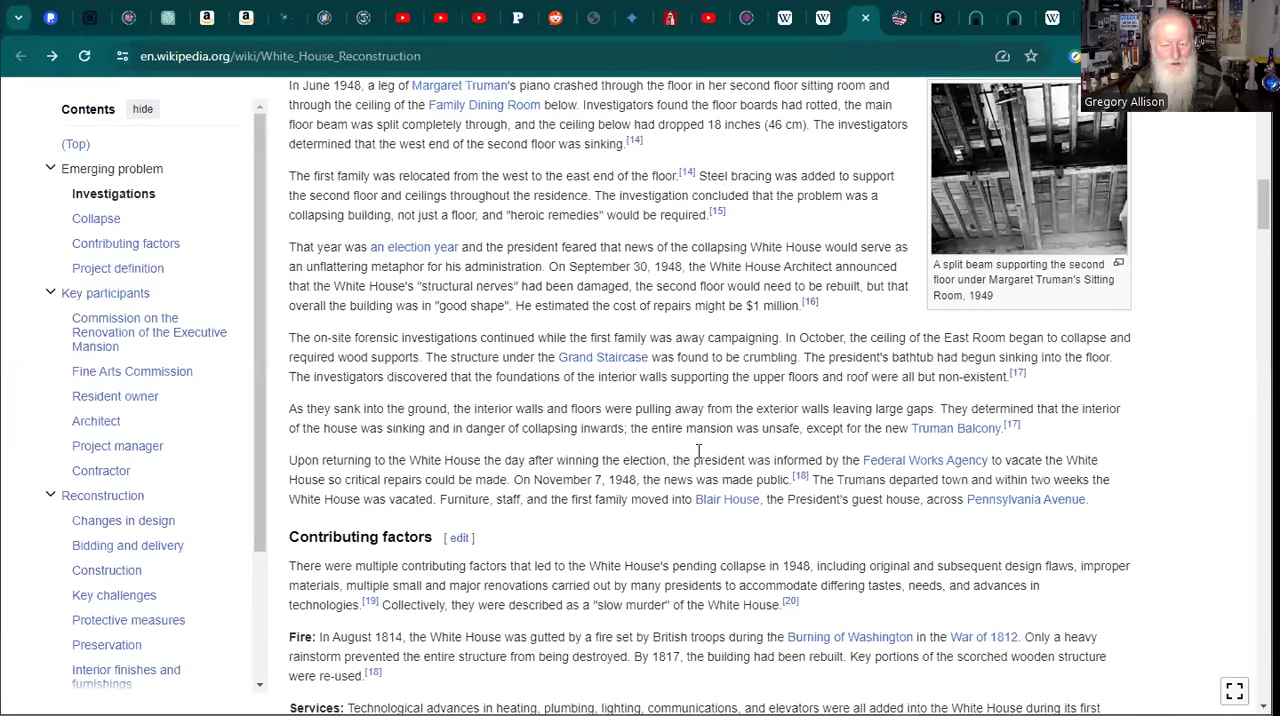 en.wikipedia.org/wiki/White_House_Reconstruction
Gregory Allison
Contents
hide
(Top)
Emerging problem
Investigations
Collapse
Contributing factors
Project definition
Key participants
Commission on the
Renovation of the Executive
Mansion
Fine Arts Commission
Resident owner
Architect
Project manager
Contractor
Reconstruction
Changes in design
Bidding and delivery
Construction
Key challenges
Protective measures
Preservation
Interior finishes and
furnishings
In June 1948, a leg of Margaret Truman's piano crashed through the floor in her second floor sitting room and
through the ceiling of the Family Dining Room below. Investigators found the floor boards had rotted, the main
floor beam was split completely through, and the ceiling below had dropped 18 inches (46 cm). The investigators
determined that the west end of the second floor was sinking.[14]
The first family was relocated from the west to the east end of the floor.[14] Steel bracing was added to support
the second floor and ceilings throughout the residence. The investigation concluded that the problem was a
collapsing building, not just a floor, and "heroic remedies" would be required.[15]
That year was an election year and the president feared that news of the collapsing White House would serve as
an unflattering metaphor for his administration. On September 30, 1948, the White House Architect announced
that the White House's "structural nerves" had been damaged, the second floor would need to be rebuilt, but that
overall the building was in "good shape". He estimated the cost of repairs might be $1 million.[16]
A split beam supporting the second
floor under Margaret Truman's Sitting
Room, 1949
The on-site forensic investigations continued while the first family was away campaigning. In October, the ceiling of the East Room began to collapse and
required wood supports. The structure under the Grand Staircase was found to be crumbling. The president's bathtub had begun sinking into the floor.
The investigators discovered that the foundations of the interior walls supporting the upper floors and roof were all but non-existent.[17]
As they sank into the ground, the interior walls and floors were pulling away from the exterior walls leaving large gaps. They determined that the interior
of the house was sinking and in danger of collapsing inwards; the entire mansion was unsafe, except for the new Truman Balcony.[17]
Upon returning to the White House the day after winning the election, the president was informed by the Federal Works Agency to vacate the White
House so critical repairs could be made. On November 7, 1948, the news was made public.[18] The Trumans departed town and within two weeks the
White House was vacated. Furniture, staff, and the first family moved into Blair House, the President's guest house, across Pennsylvania Avenue.
Contributing factors [ edit ]
There were multiple contributing factors that led to the White House's pending collapse in 1948, including original and subsequent design flaws, improper
materials, multiple small and major renovations carried out by many presidents to accommodate differing tastes, needs, and advances in
technologies.[19] Collectively, they were described as a "slow murder" of the White House.[20]
Fire: In August 1814, the White House was gutted by a fire set by British troops during the Burning of Washington in the War of 1812. Only a heavy
rainstorm prevented the entire structure from being destroyed. By 1817, the building had been rebuilt. Key portions of the scorched wooden structure
were re-used.[18]
Services: Technological advances in heating, plumbing, lighting, communications, and elevators were all added into the White House during its first